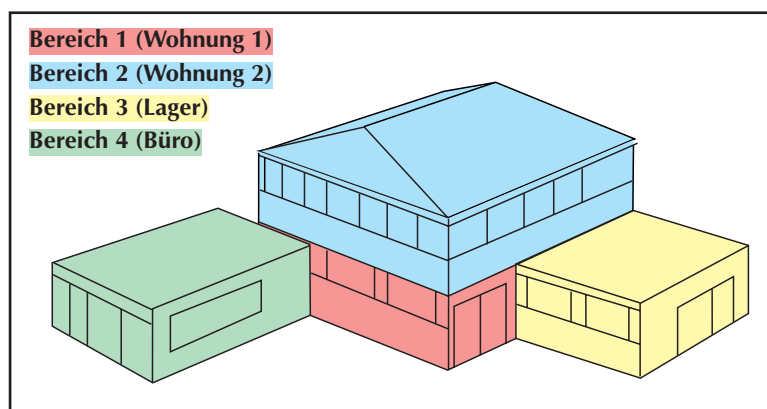 Bereich 1 (Wohnung 1)
Bereich 2 (Wohnung 2)
Bereich 3 (Lager)
Bereich 4 (Büro)